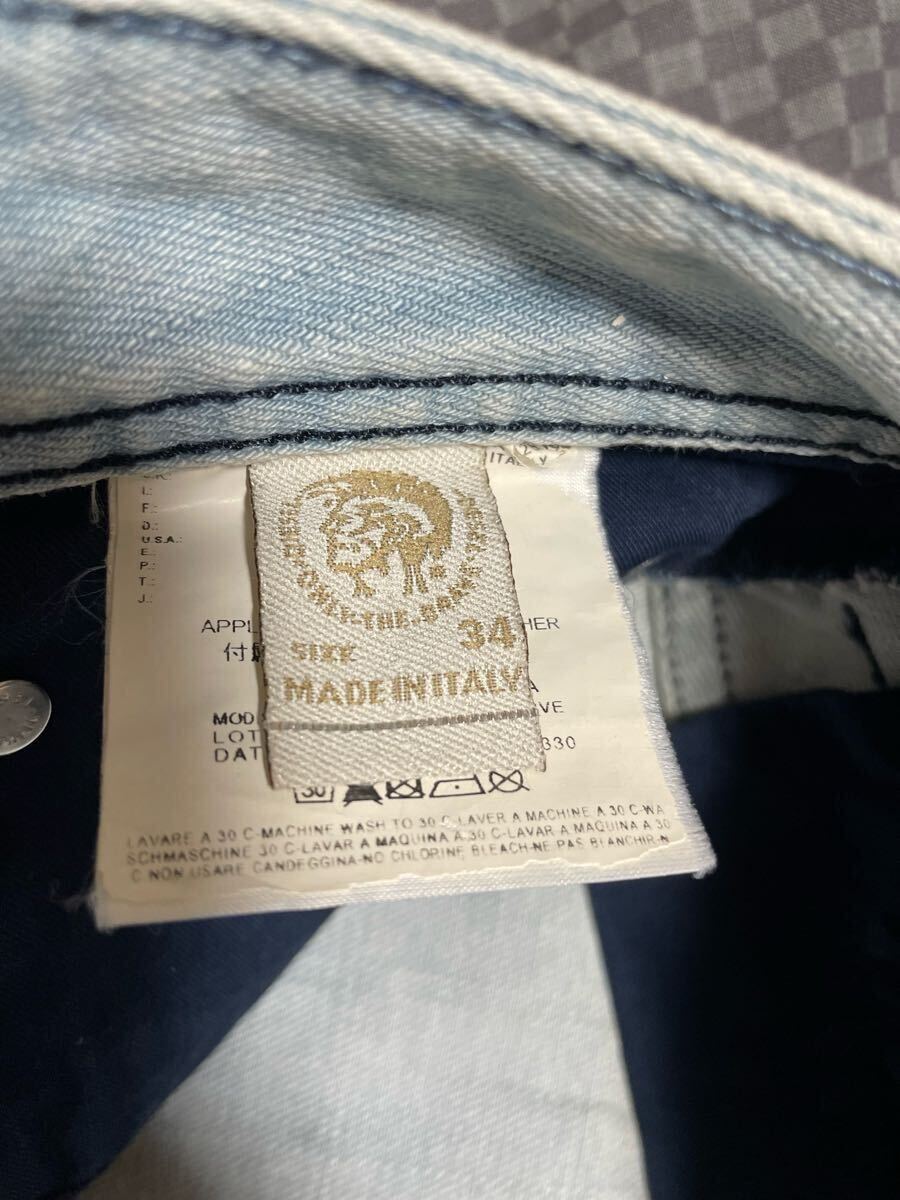 ITALY
L:
F.:
D.:
U.S.A.:
E.:
P.:
T.:
J.:
DIESEL ONLY-THE-BRAVE
SIZE 34
MADE IN ITALY
APPL HER
付
A
MOD VE
LOT
DAT 330
30
LAVARE A 30 C-MACHINE WASH TO 30 C-LAVER A MACHINE A 30 C-WA
SCHMASCHINE 30 C-LAVAR A MAQUINA A 30 C-LAVAR A MAQUINA A 30
C NON USARE CANDEGGINA-NO CHLORINE BLEACH-NE PAS BLANCHIR-N